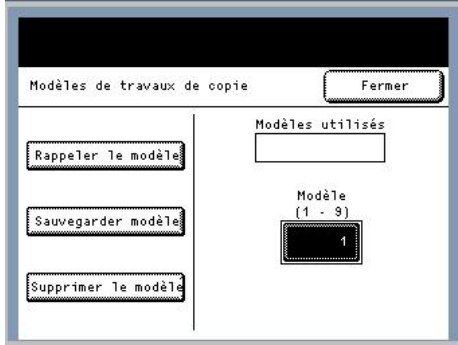 Modèles de travaux de copie
Fermer
Rappeler le modèle
Sauvegarder modèle
Supprimer le modèle
Modèles utilisés
Modèle
(1 - 9)
1